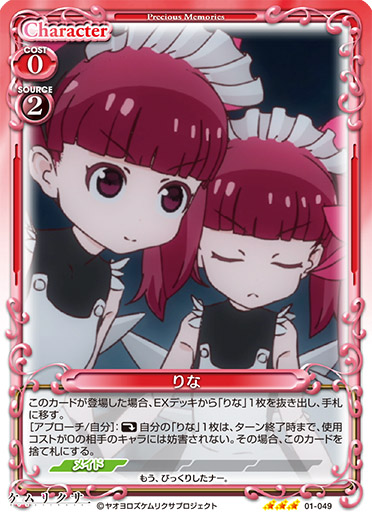 Precious Memories
Character
COST
0
SOURCE
2
りな
このカードが登場した場合、EXデッキから「りな」1枚を抜き出し、手札
に移す。
[アプローチ/自分]: 自分の「りな」1枚は、ターン終了時まで、使用
コストが0の相手のキャラには妨害されない。その場合、このカードを
捨て札にする。
メイド
もう、びっくりしたナー。
ケムリクサ
©ヤオヨロズケムリクサプロジェクト
★★★ 01-049